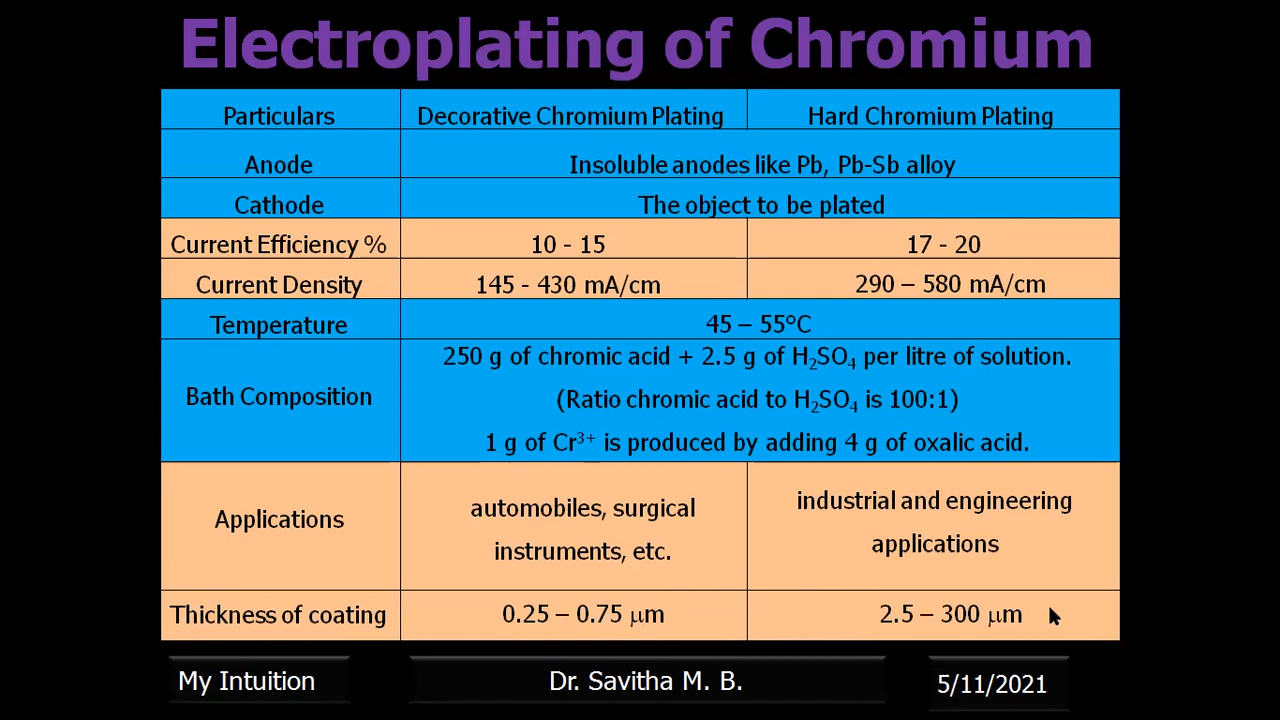 Electroplating of Chromium
Particulars Decorative Chromium Plating Hard Chromium Plating
Anode Insoluble anodes like Pb, Pb-Sb alloy
Cathode The object to be plated
Current Efficiency % 10 - 15 17 - 20
Current Density 145 - 430 mA/cm 290 – 580 mA/cm
Temperature 45 – 55°C
250 g of chromic acid + 2.5 g of H₂SO₄ per litre of solution.
Bath Composition (Ratio chromic acid to H₂SO₄ is 100:1)
1 g of Cr³⁺ is produced by adding 4 g of oxalic acid.
Applications
automobiles, surgical
instruments, etc.
industrial and engineering
applications
Thickness of coating 0.25 – 0.75 μm 2.5 – 300 μm
My Intuition Dr. Savitha M. B. 5/11/2021